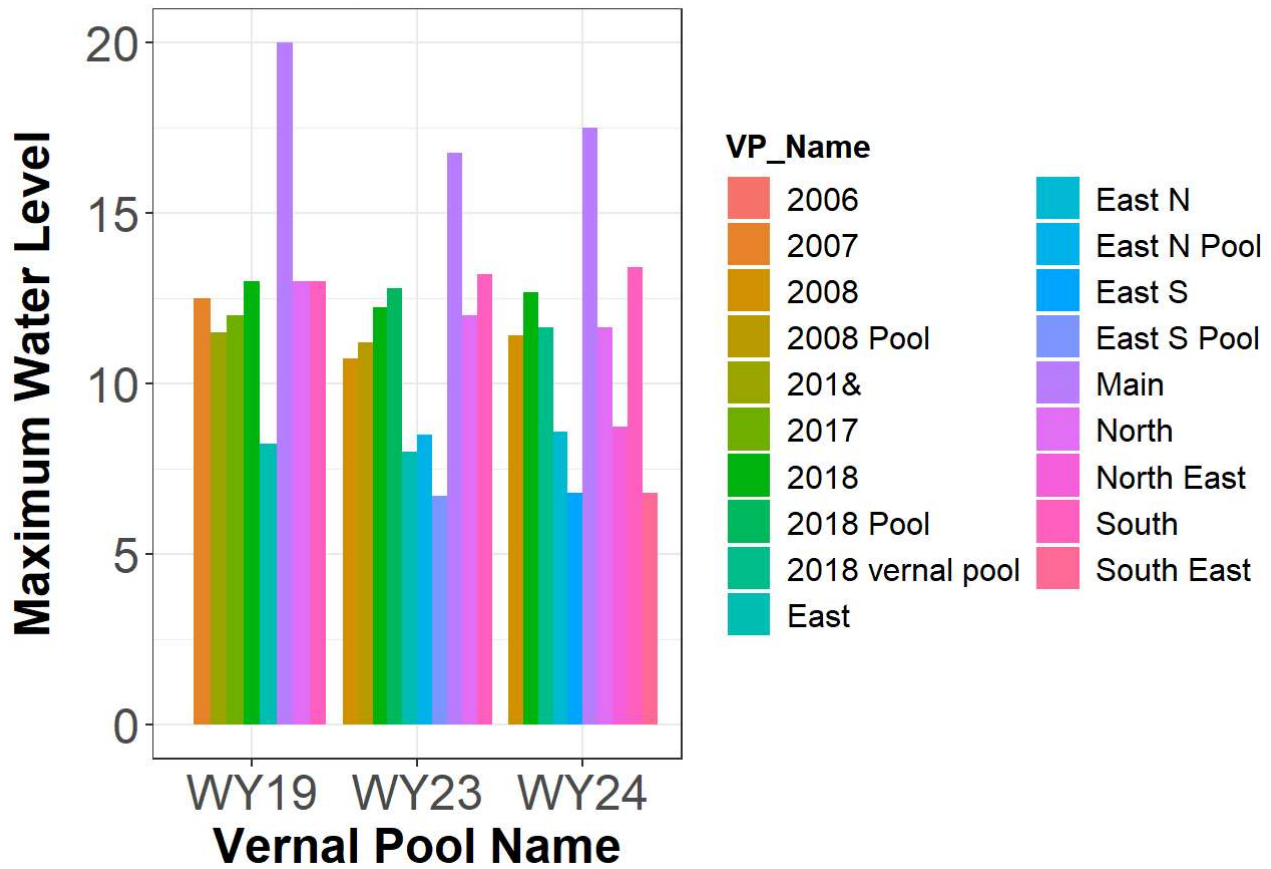 Maximum Water Level
20
15
10
5
0
WY19 WY23 WY24
Vernal Pool Name
VP_Name
2006
2007
2008
2008 Pool
201&
2017
2018
2018 Pool
2018 vernal pool
East
East N
East N Pool
East S
East S Pool
Main
North
North East
South
South East